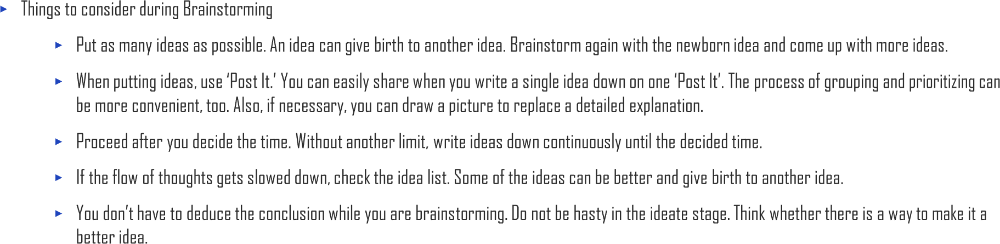 ▸ Things to consider during Brainstorming
▸ Put as many ideas as possible. An idea can give birth to another idea. Brainstorm again with the newborn idea and come up with more ideas.
▸ When putting ideas, use ‘Post It.’ You can easily share when you write a single idea down on one ‘Post It’. The process of grouping and prioritizing can
be more convenient, too. Also, if necessary, you can draw a picture to replace a detailed explanation.
▸ Proceed after you decide the time. Without another limit, write ideas down continuously until the decided time.
▸ If the flow of thoughts gets slowed down, check the idea list. Some of the ideas can be better and give birth to another idea.
▸ You don’t have to deduce the conclusion while you are brainstorming. Do not be hasty in the ideate stage. Think whether there is a way to make it a
better idea.